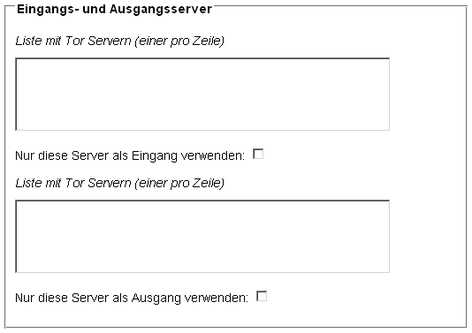 Eingangs- und Ausgangsserver
Liste mit Tor Servern (einer pro Zeile)
Nur diese Server als Eingang verwenden:
Liste mit Tor Servern (einer pro Zeile)
Nur diese Server als Ausgang verwenden: